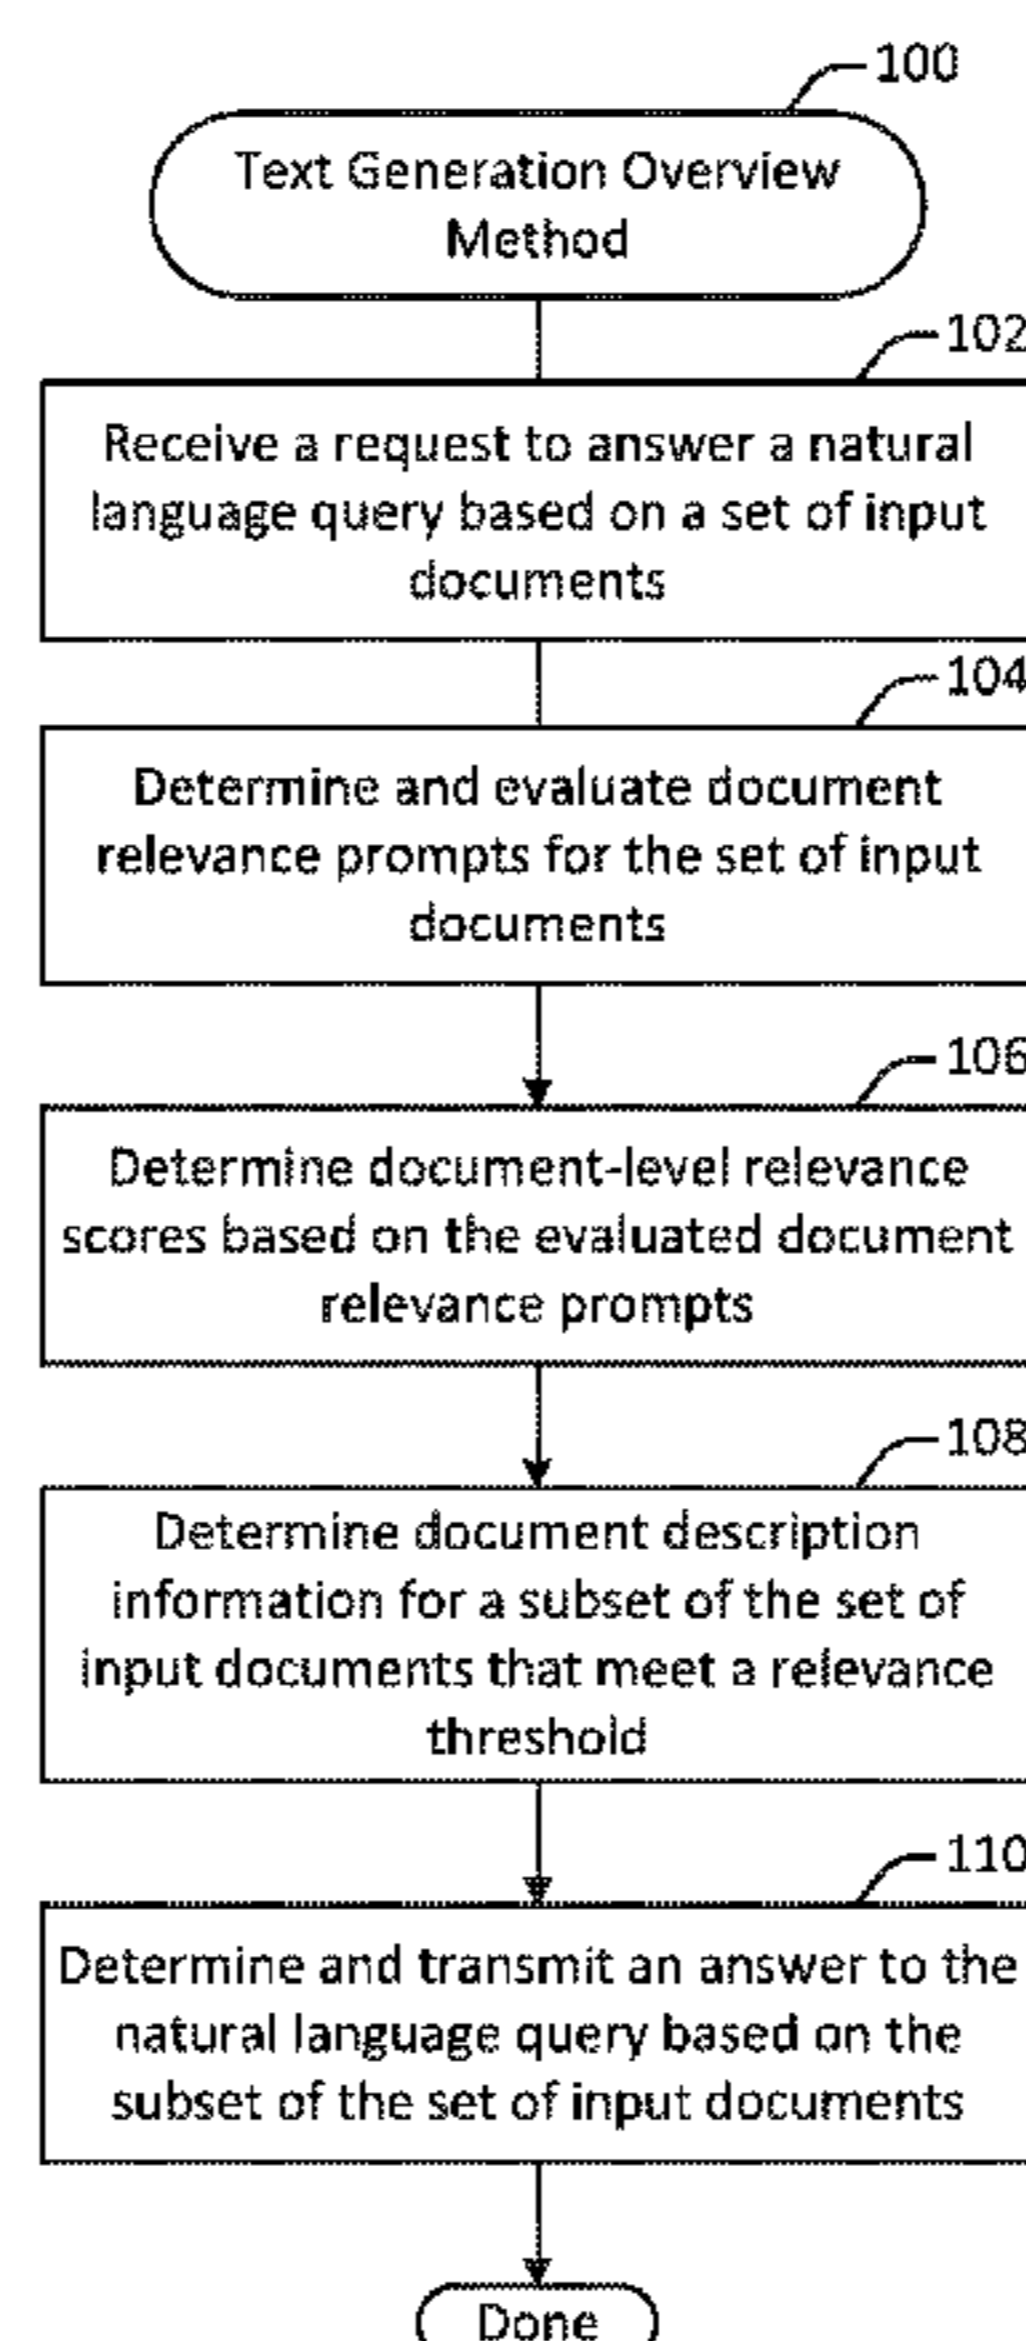 100
Text Generation Overview
Method
102
Receive a request to answer a natural
language query based on a set of input
documents
104
Determine and evaluate document
relevance prompts for the set of input
documents
106
Determine document-level relevance
scores based on the evaluated document
relevance prompts
108
Determine document description
information for a subset of the set of
input documents that meet a relevance
threshold
110
Determine and transmit an answer to the
natural language query based on the
subset of the set of input documents
Done